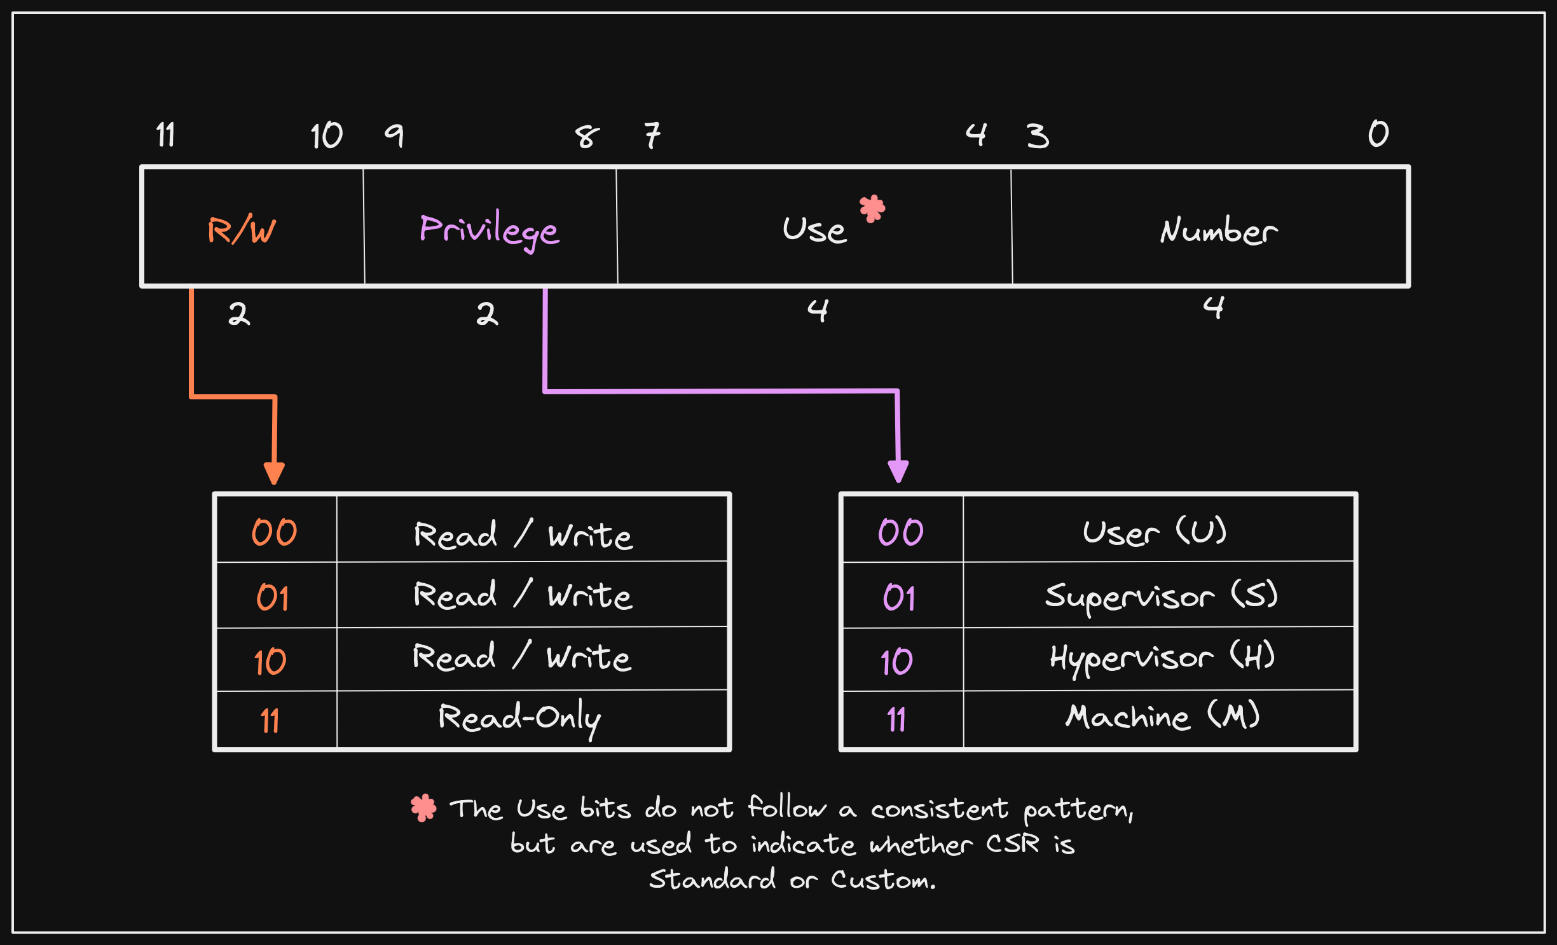 11 10 9 8 7 4 3 0
R/W Privilege Use * Number
2 2 4 4
00 Read / Write 00 User (U)
01 Read / Write 01 Supervisor (S)
10 Read / Write 10 Hypervisor (H)
11 Read-Only 11 Machine (M)
* The Use bits do not follow a consistent pattern,
but are used to indicate whether CSR is
Standard or Custom.